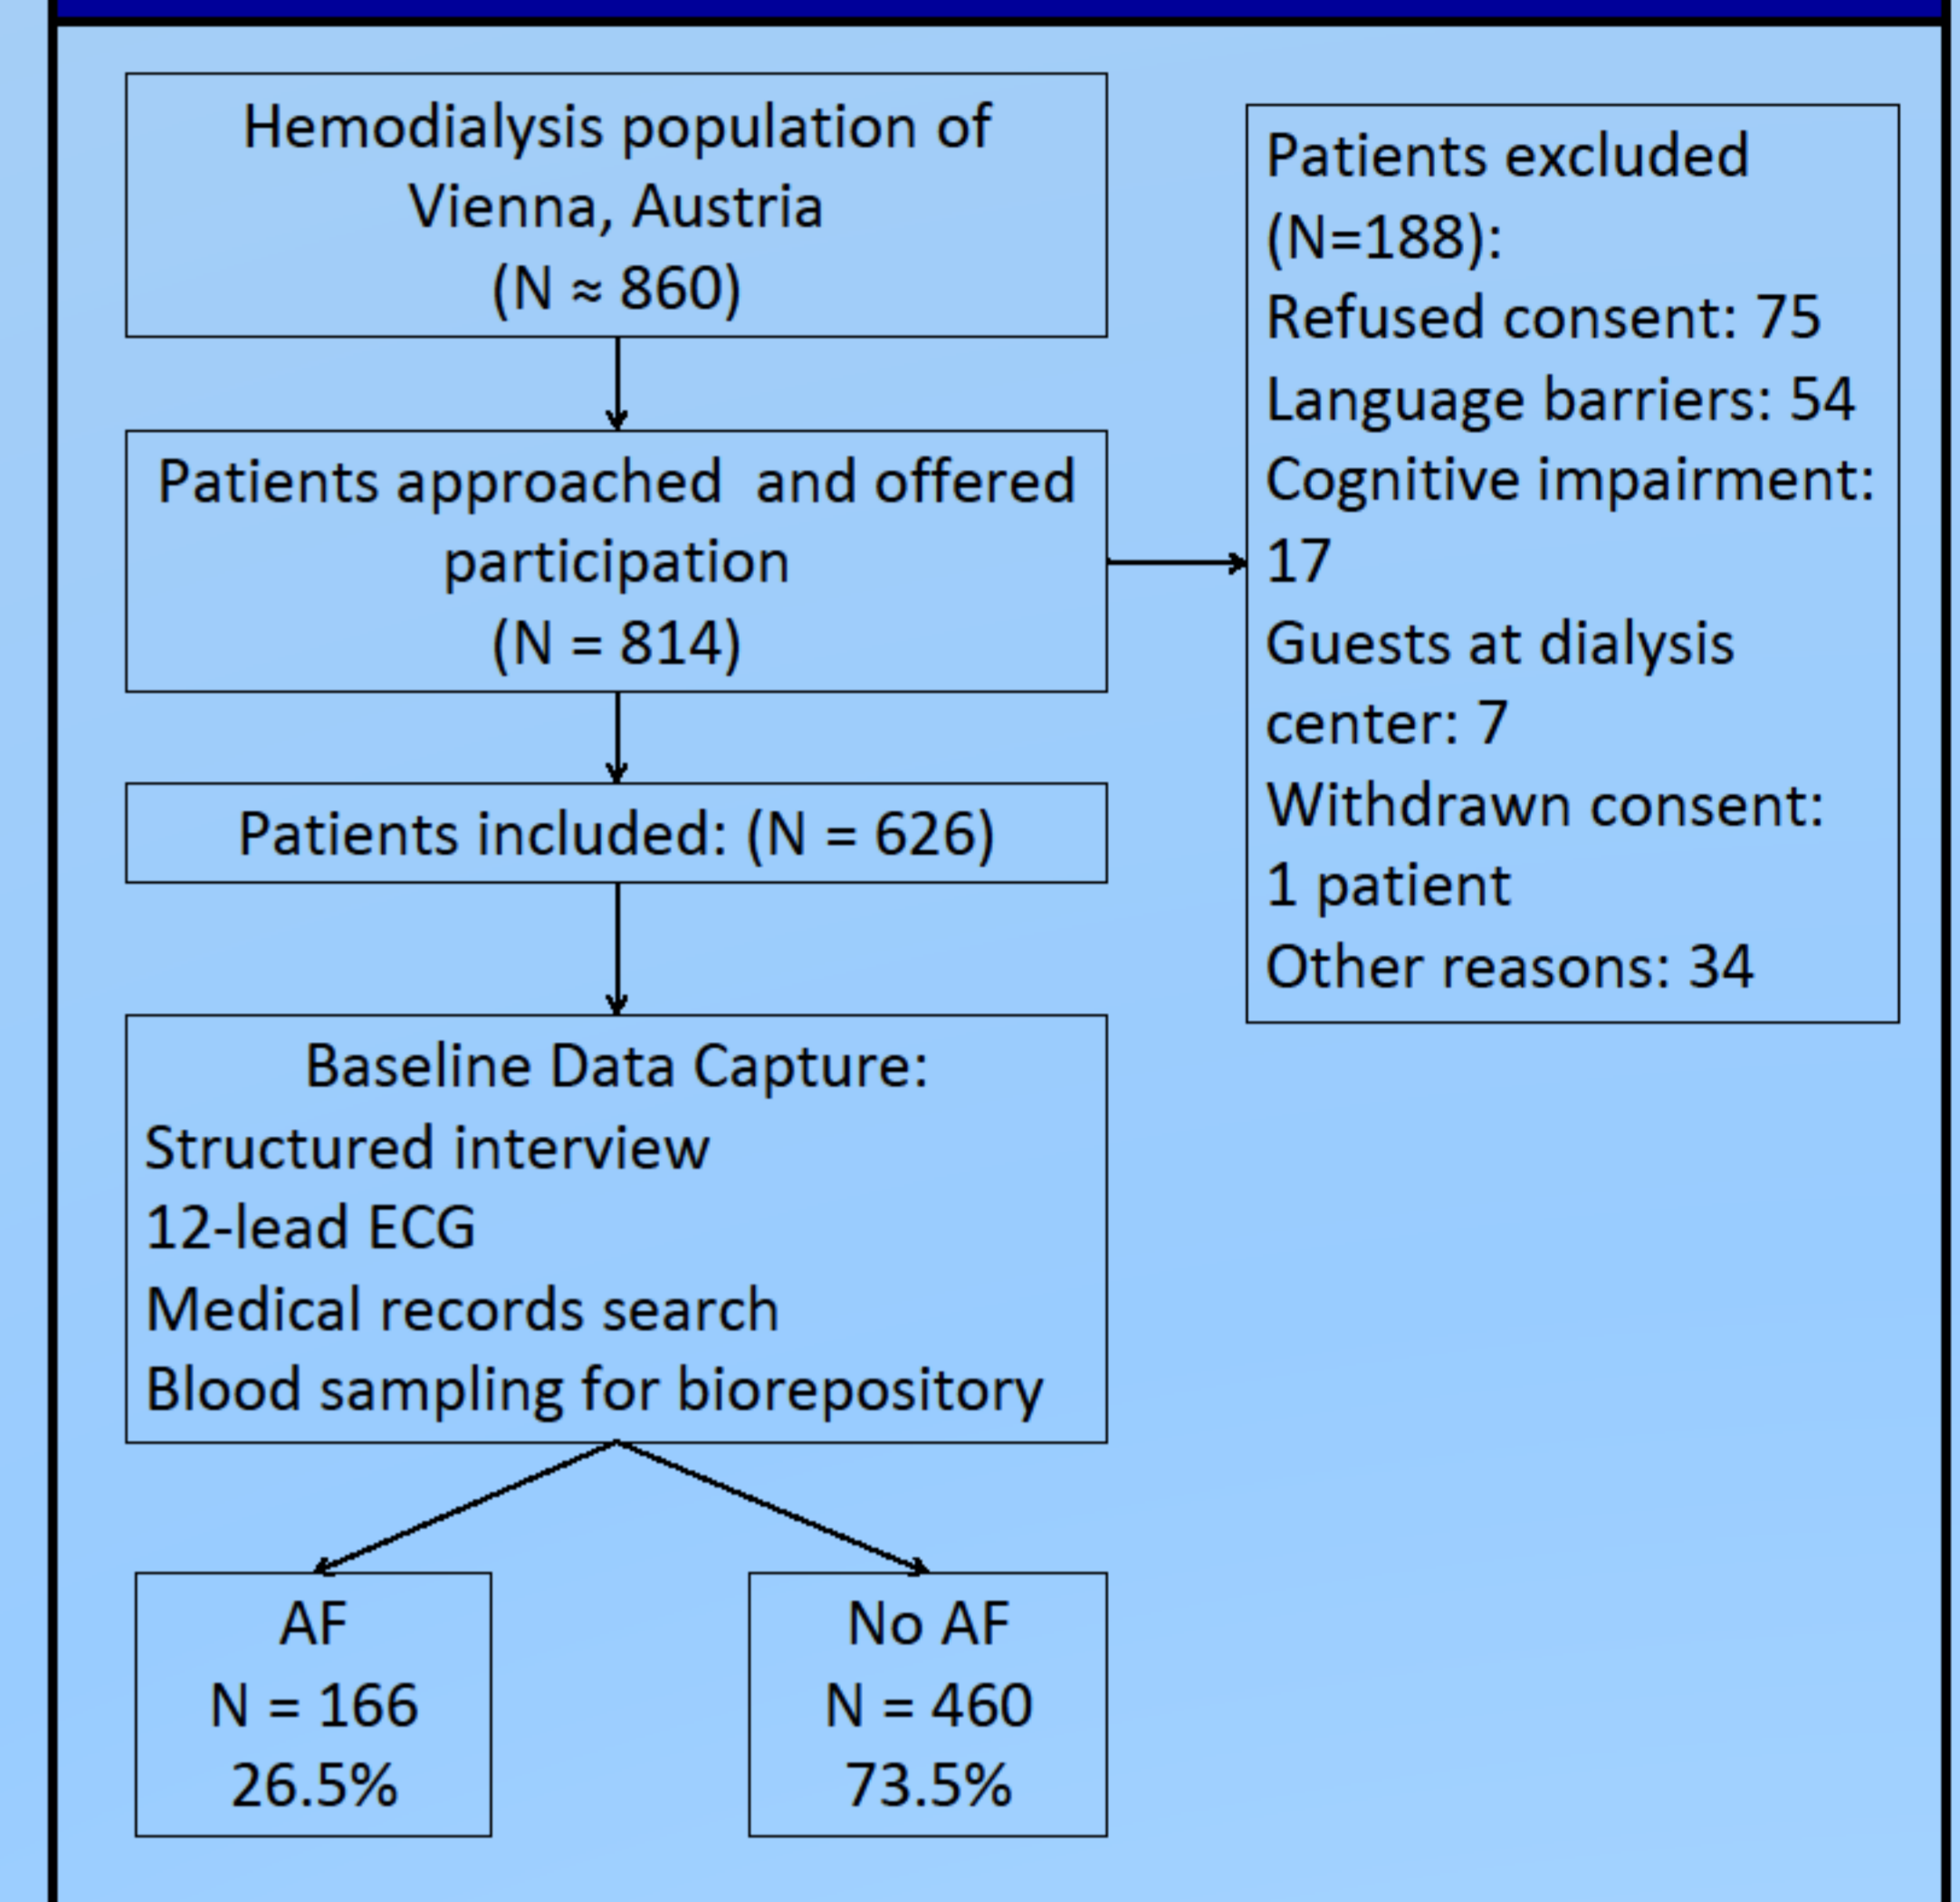 Hemodialysis population of
Vienna, Austria
(N ≈ 860)
Patients approached  and offered
participation
(N = 814)
Patients excluded
(N=188):
Refused consent: 75
Language barriers: 54
Cognitive impairment:
17
Guests at dialysis
center: 7
Withdrawn consent:
1 patient
Other reasons: 34
Patients included: (N = 626)
Baseline Data Capture:
Structured interview
12-lead ECG
Medical records search
Blood sampling for biorepository
AF
N = 166
26.5%
No AF
N = 460
73.5%